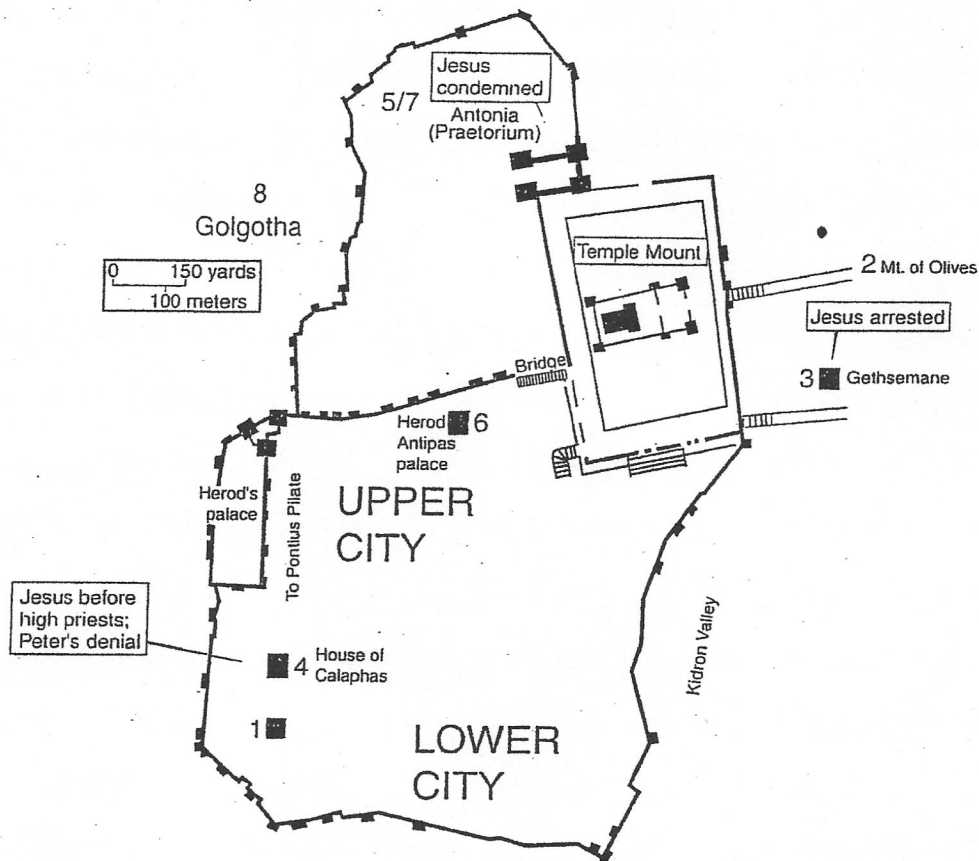 Jesus
condemned
5/7
Antonia
(Praetorium)
8
Golgotha
0 150 yards
100 meters
Temple Mount
2 Mt. of Olives
Jesus arrested
3 Gethsemane
Bridge
Herod 6
Antipas
palace
Herod's
palace
To Pontius Pilate
UPPER
CITY
Jesus before
high priests;
Peter's denial
4 House of
Calaphas
Kidron Valley
1
LOWER
CITY